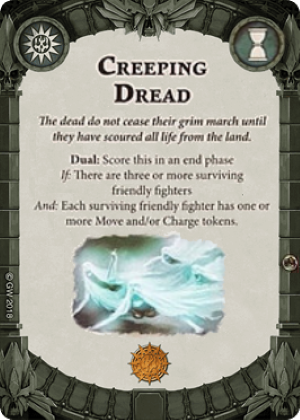 CREEPING
DREAD
The dead do not cease their grim march until
they have scoured all life from the land.
Dual: Score this in an end phase
If: There are three or more surviving
friendly fighters
And: Each surviving friendly fighter has one or
more Move and/or Charge tokens.
© GW 2018